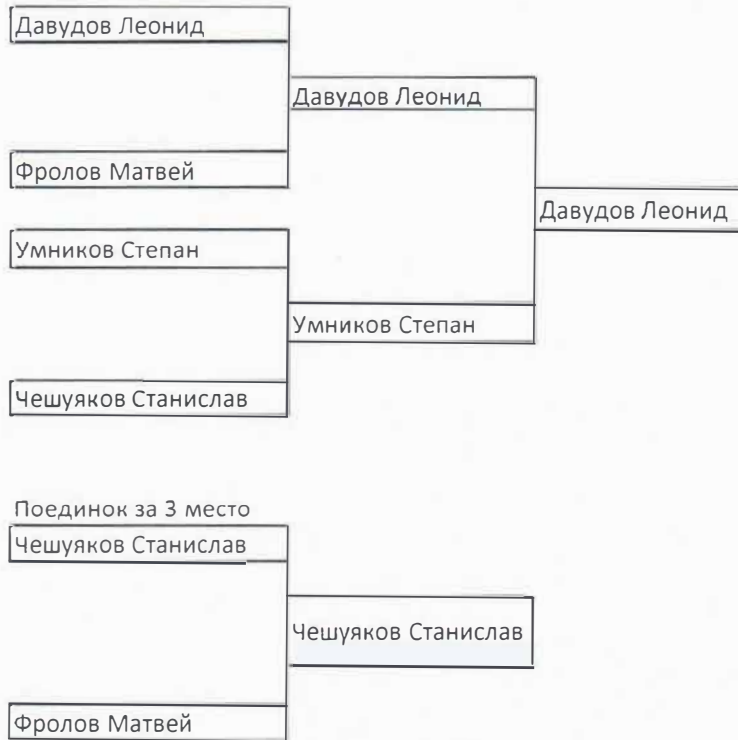 Давудов Леонид
Давудов Леонид
Фролов Матвей
Давудов Леонид
Умников Степан
Умников Степан
Чешуяков Станислав
Поединок за 3 место
Чешуяков Станислав
Чешуяков Станислав
Фролов Матвей